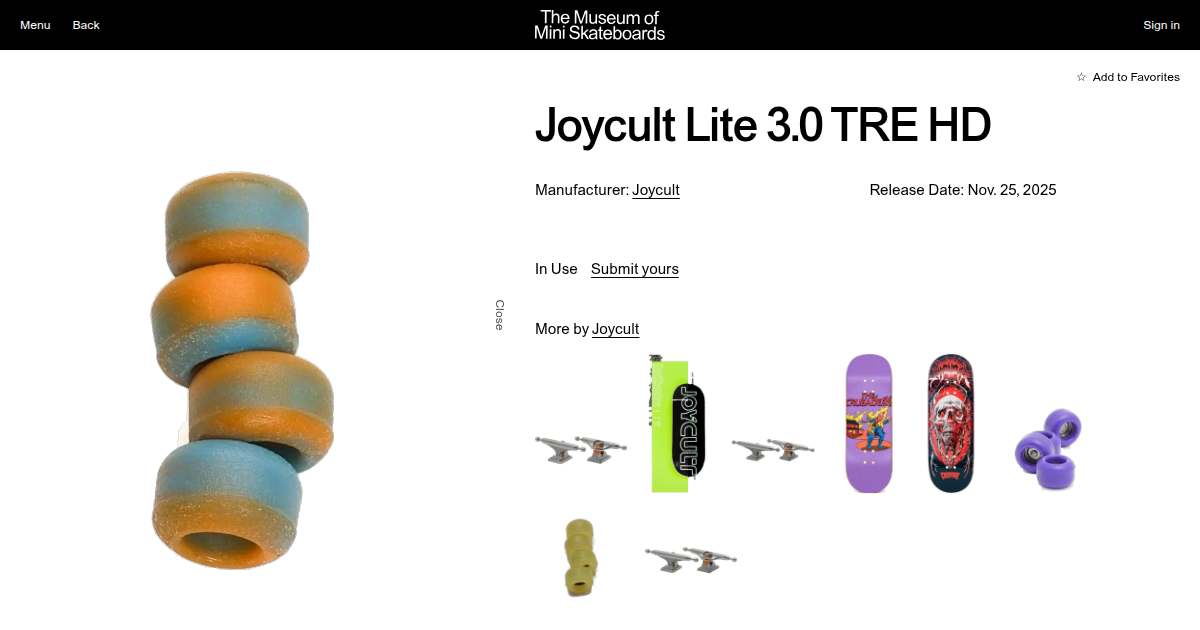 Menu Back
The Museum of
Mini Skateboards
Sign in
☆ Add to Favorites
Joycult Lite 3.0 TRE HD
Manufacturer: Joycult
Release Date: Nov. 25, 2025
In Use Submit yours
Close
More by Joycult
JOYCULT